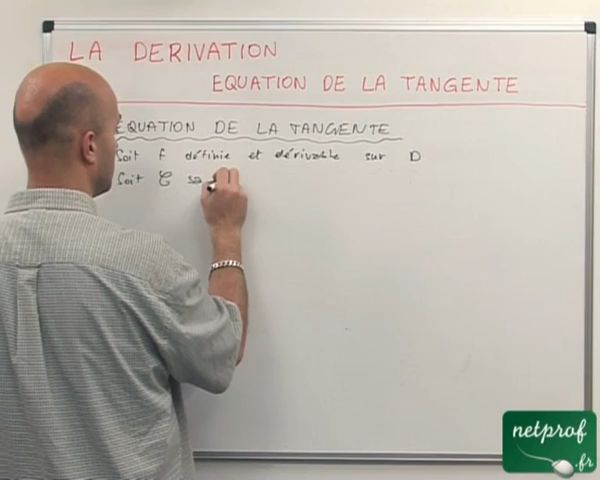 LA DERIVATION
EQUATION DE LA TANGENTE
EQUATION DE LA TANGENTE
Soit f définie et dérivable sur D
Soit C sa
netprof
.fr